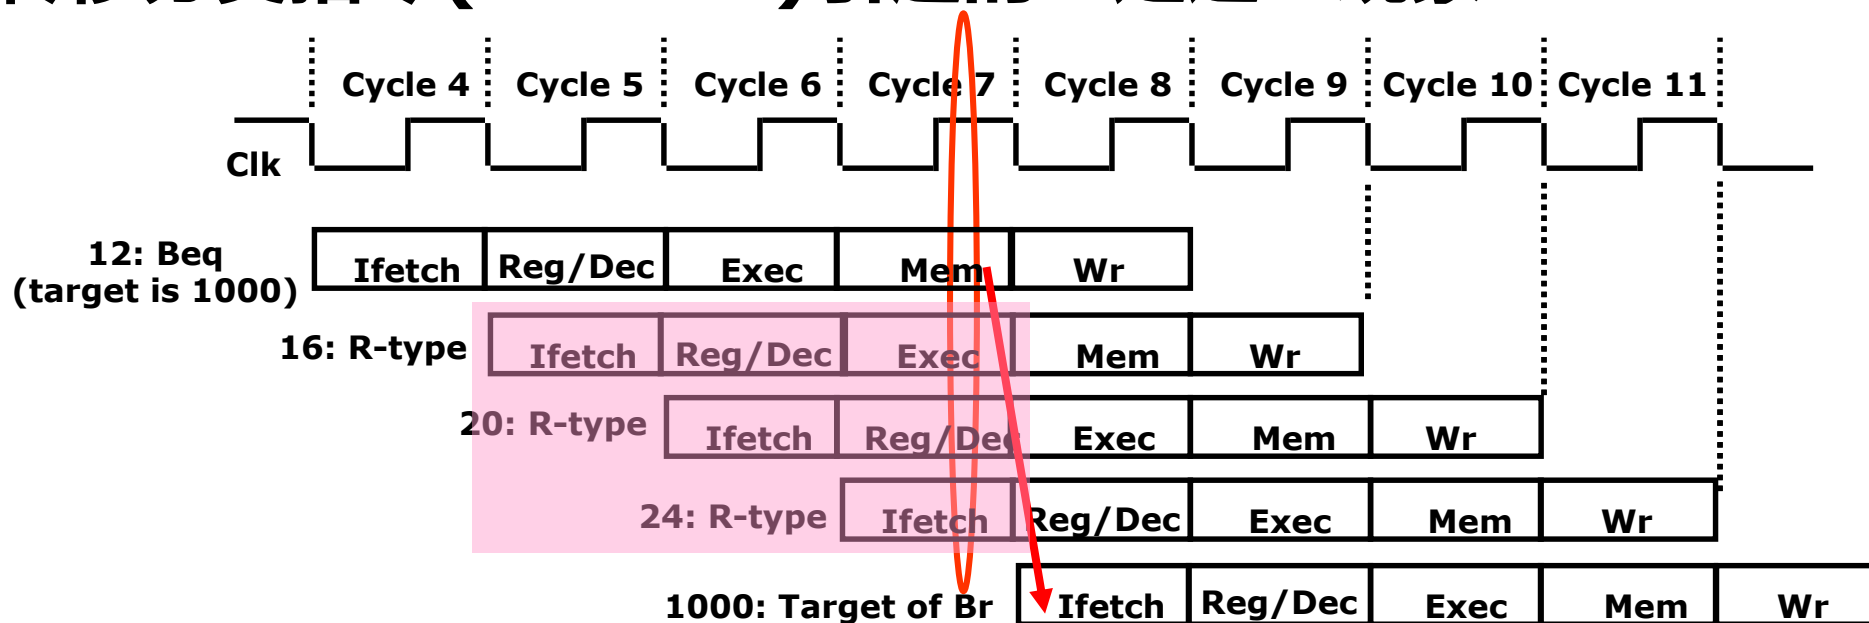 Cycle 4 Cycle 5 Cycle 6 Cycle 7 Cycle 8 Cycle 9 Cycle 10 Cycle 11
Clk
12: Beq
(target is 1000)
Ifetch Reg/Dec Exec Mem Wr
16: R-type Ifetch Reg/Dec Exec Mem Wr
20: R-type Ifetch Reg/Dec Exec Mem Wr
24: R-type Ifetch Reg/Dec Exec Mem Wr
1000: Target of Br Ifetch Reg/Dec Exec Mem Wr